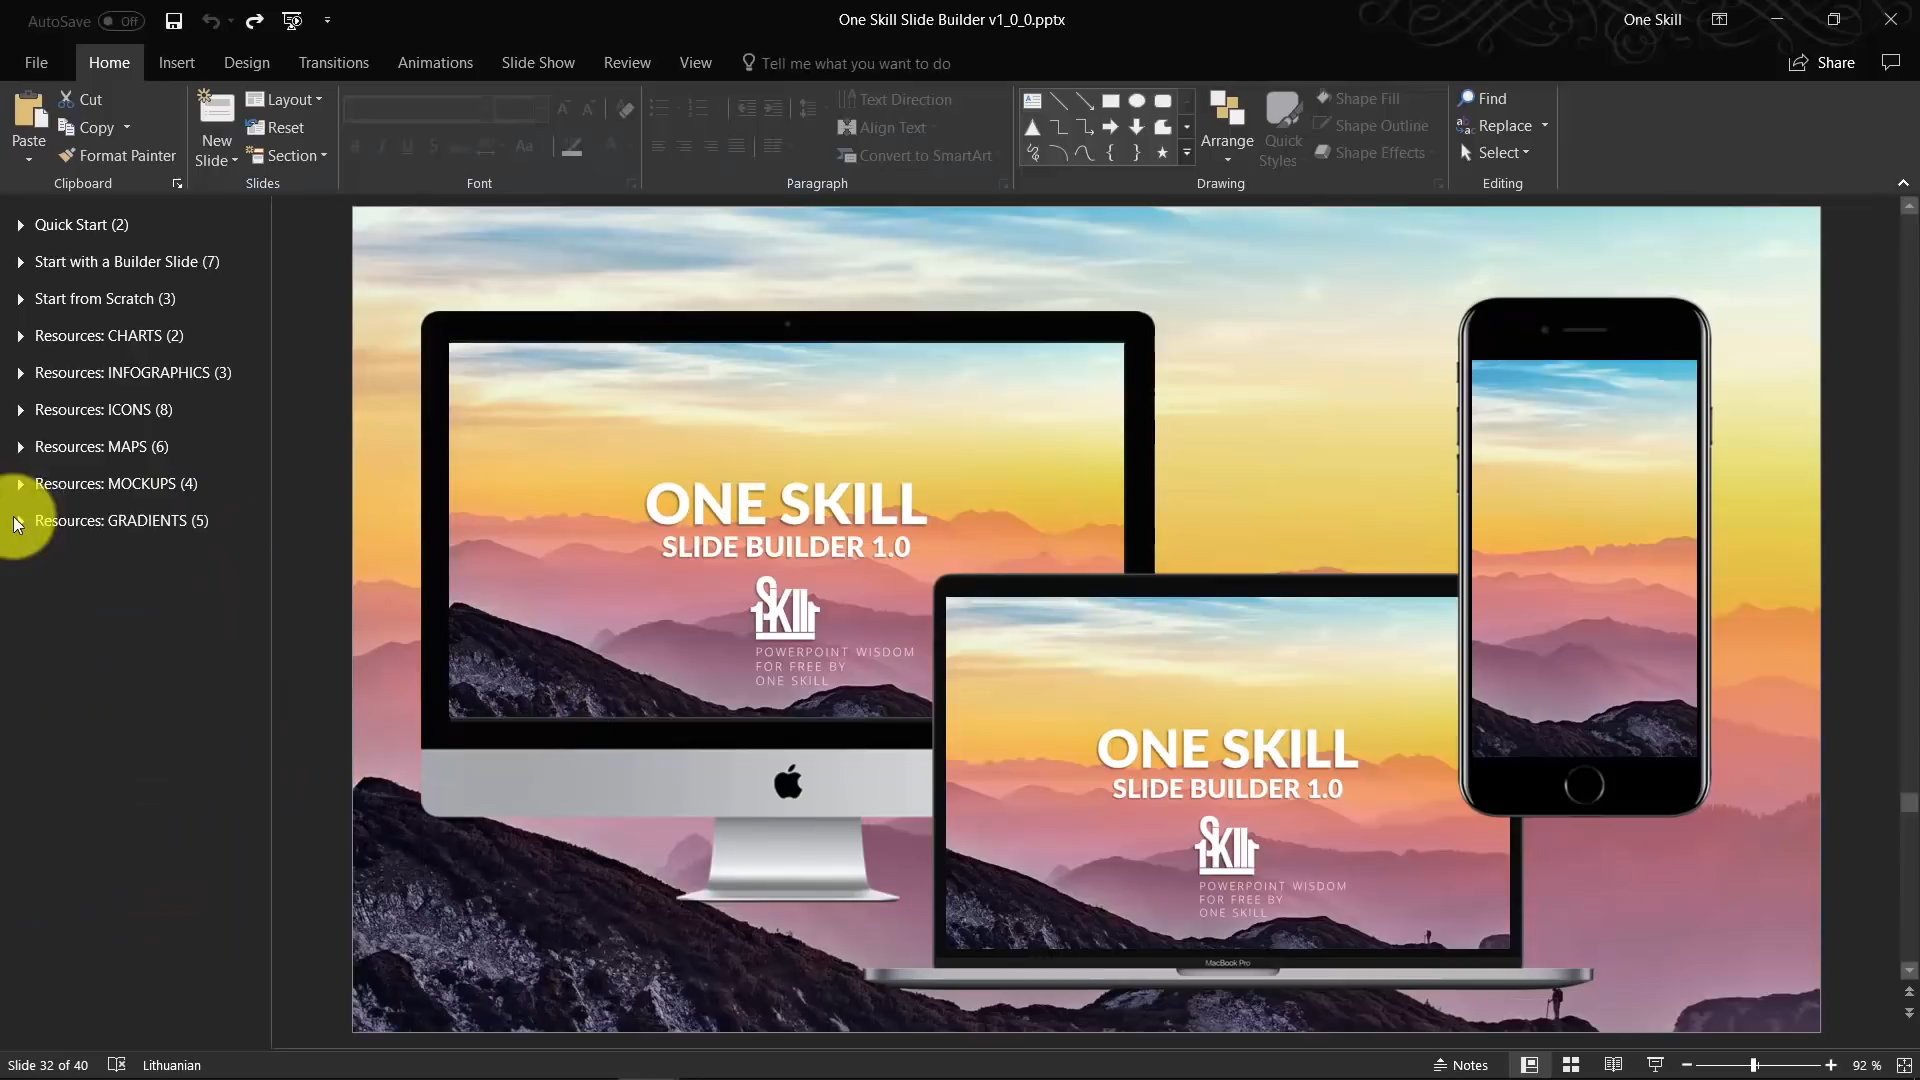 AutoSave Off
One Skill Slide Builder v1_0_0.pptx
One Skill
File Home Insert Design Transitions Animations Slide Show Review View Tell me what you want to do
Share
Paste
Cut
Copy
Format Painter
Clipboard
New
Slide
Layout
Reset
Section
Slides
Font
Text Direction
Align Text
Convert to SmartArt
Paragraph
Arrange
Quick
Styles
Shape Fill
Shape Outline
Shape Effects
Drawing
Find
Replace
Select
Editing
Quick Start (2)
Start with a Builder Slide (7)
Start from Scratch (3)
Resources: CHARTS (2)
Resources: INFOGRAPHICS (3)
Resources: ICONS (8)
Resources: MAPS (6)
Resources: MOCKUPS (4)
Resources: GRADIENTS (5)
ONE SKILL
SLIDE BUILDER 1.0
Skill
POWERPOINT WISDOM
FOR FREE BY
ONE SKILL
ONE SKILL
SLIDE BUILDER 1.0
Skill
POWERPOINT WISDOM
FOR FREE BY
ONE SKILL
MacBook Pro
Slide 32 of 40
Lithuanian
Notes
92 %